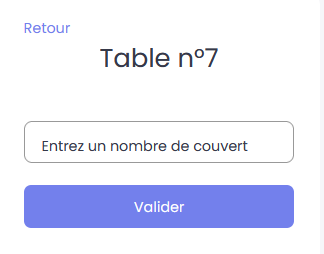 Retour
Table n°7
Entrez un nombre de couvert
Valider